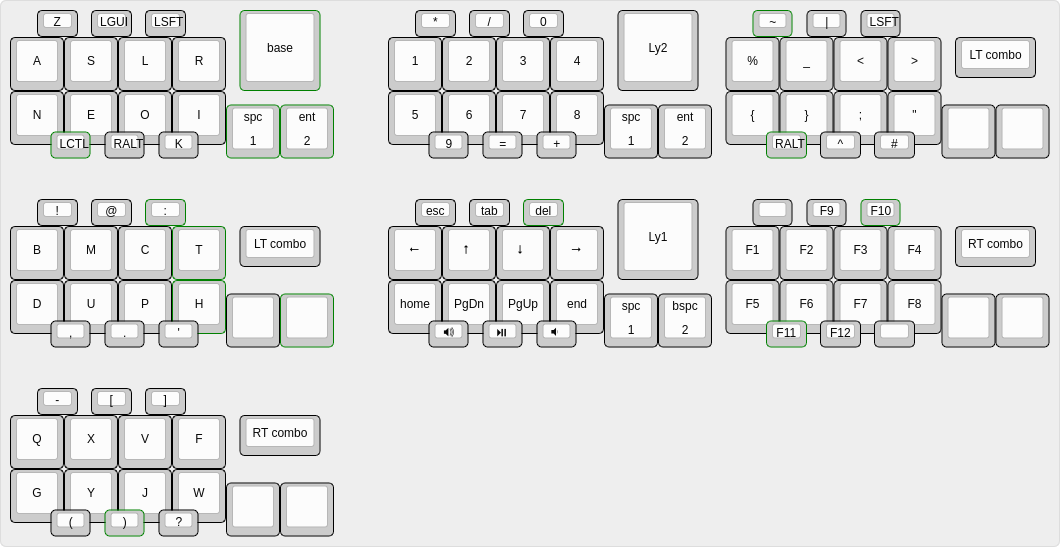 Z LGUI LSFT
base
A S L R
N E O I
spc ent
1 2
LCTL RALT K
* / 0
Ly2
1 2 3 4
5 6 7 8
spc ent
1 2
9 = +
~ | LSFT
LT combo
% _ < >
{ } ; "
RALT ^ #
! @ :
LT combo
B M C T
D U P H
, . '
esc tab del
Ly1
← ↑ ↓ →
home PgDn PgUp end
spc bspc
1 2
F9 F10
RT combo
F1 F2 F3 F4
F5 F6 F7 F8
F11 F12
- [ ]
RT combo
Q X V F
G Y J W
( ) ?